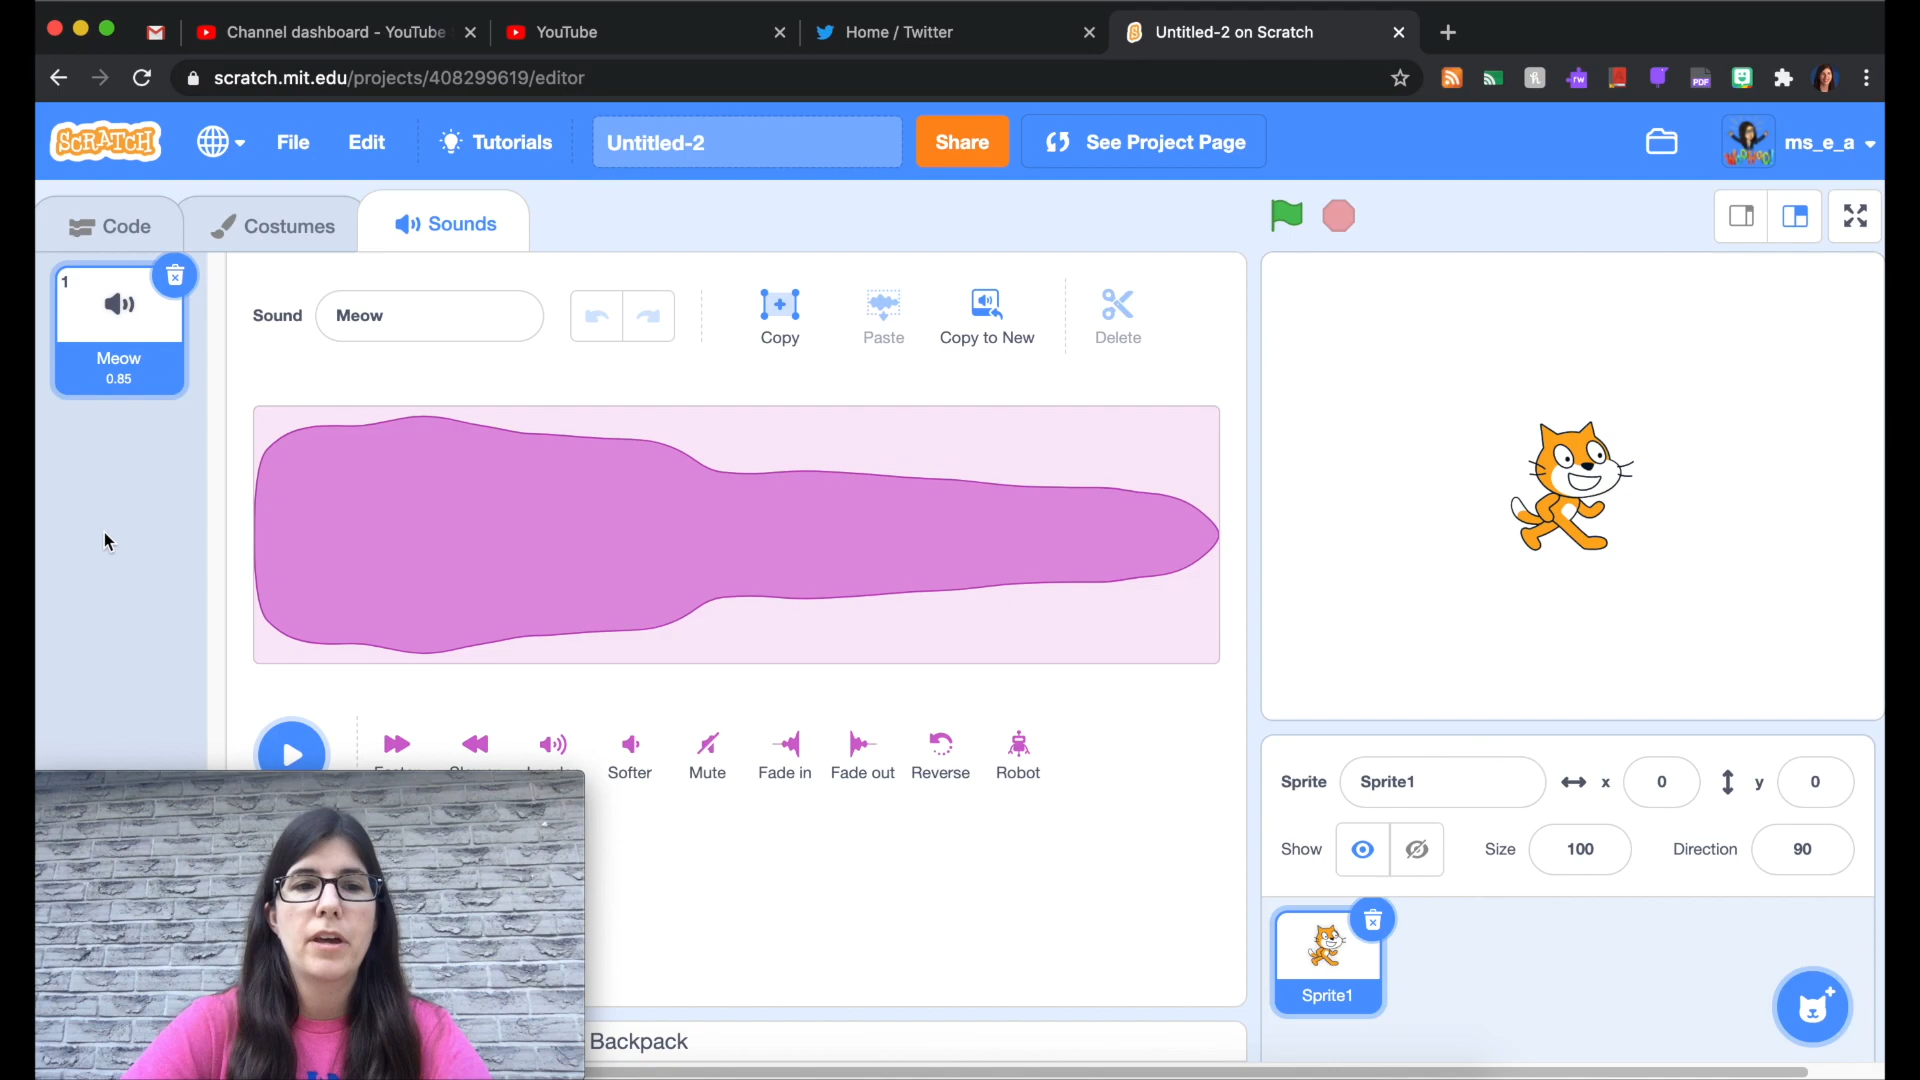 Channel dashboard - YouTube
YouTube
Home / Twitter
Untitled-2 on Scratch
scratch.mit.edu/projects/408299619/editor
PDF
SCRATCH
File
Edit
Tutorials
Untitled-2
Share
See Project Page
ms_e_a
Code
Costumes
Sounds
1
Meow
0.85
Sound
Meow
Copy
Paste
Copy to New
Delete
Softer
Mute
Fade in
Fade out
Reverse
Robot
Sprite
Sprite1
x
0
y
0
Show
Size
100
Direction
90
Sprite1
Backpack